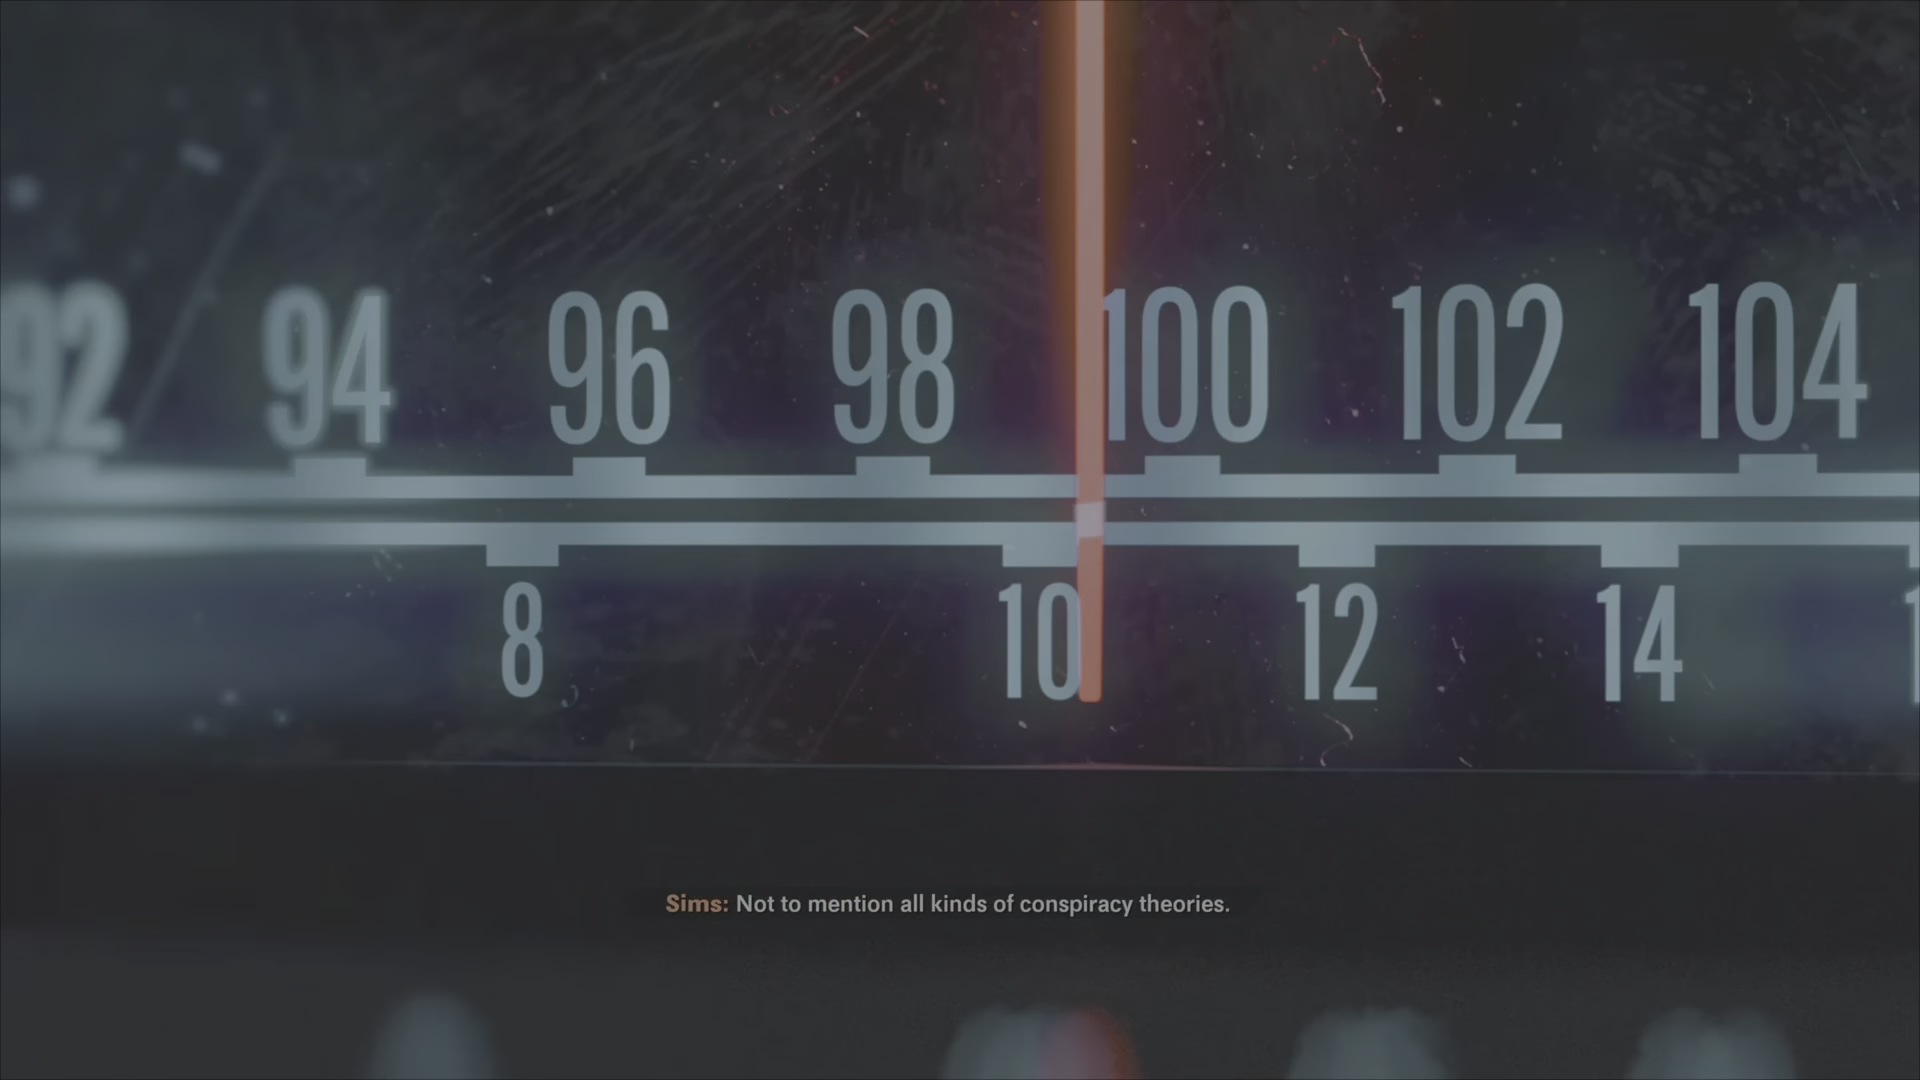 92 94 96 98 100 102 104
8 10 12 14
Sims: Not to mention all kinds of conspiracy theories.